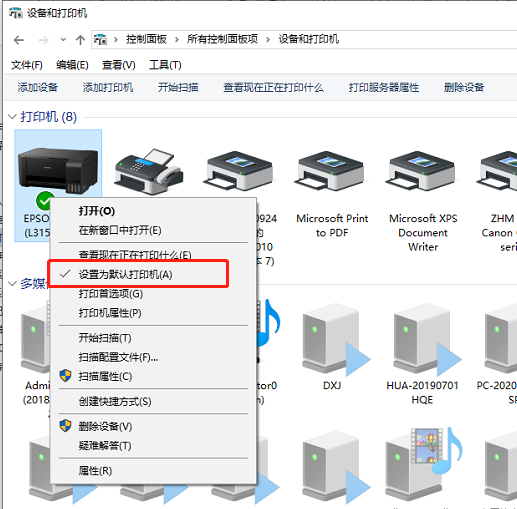 设备和打印机
控制面板 > 所有控制面板项 > 设备和打印机
文件(F) 编辑(E) 查看(V) 工具(T)
添加设备 添加打印机 开始扫描 查看现在正在打印什么 打印服务器属性 删除设备
打印机 (8)
EPSO
(L315
0924
的
010
本 7)
Microsoft Print
to PDF
Microsoft XPS
Document
Writer
ZHM
Canon
seri
打开(O)
在新窗口中打开(E)
查看现在正在打印什么(E)
设置为默认打印机(A)
打印首选项(G)
打印机属性(P)
开始扫描(T)
扫描配置文件(F)...
扫描属性(C)
创建快捷方式(S)
删除设备(V)
疑难解答(T)
属性(R)
多媒体
Admi
(2018
tor0
DXJ
HUA-20190701
HQE
PC-2020
SP